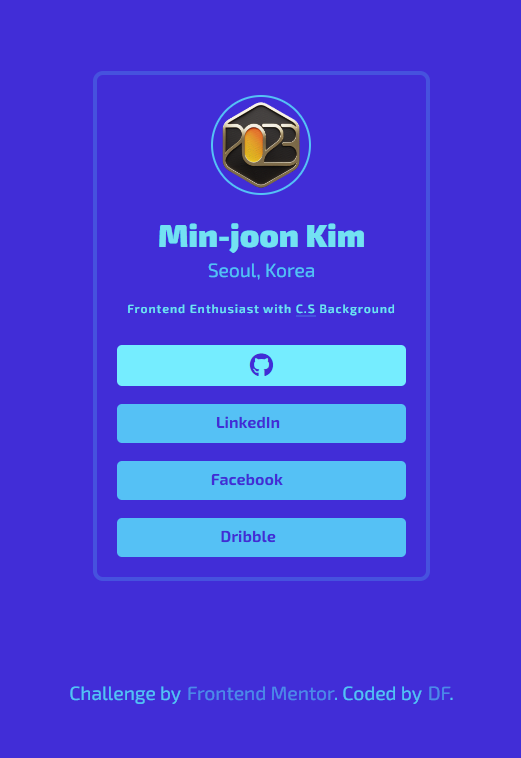 2023
Min-joon Kim
Seoul, Korea
Frontend Enthusiast with C.S Background
LinkedIn
Facebook
Dribble
Challenge by Frontend Mentor. Coded by DF.